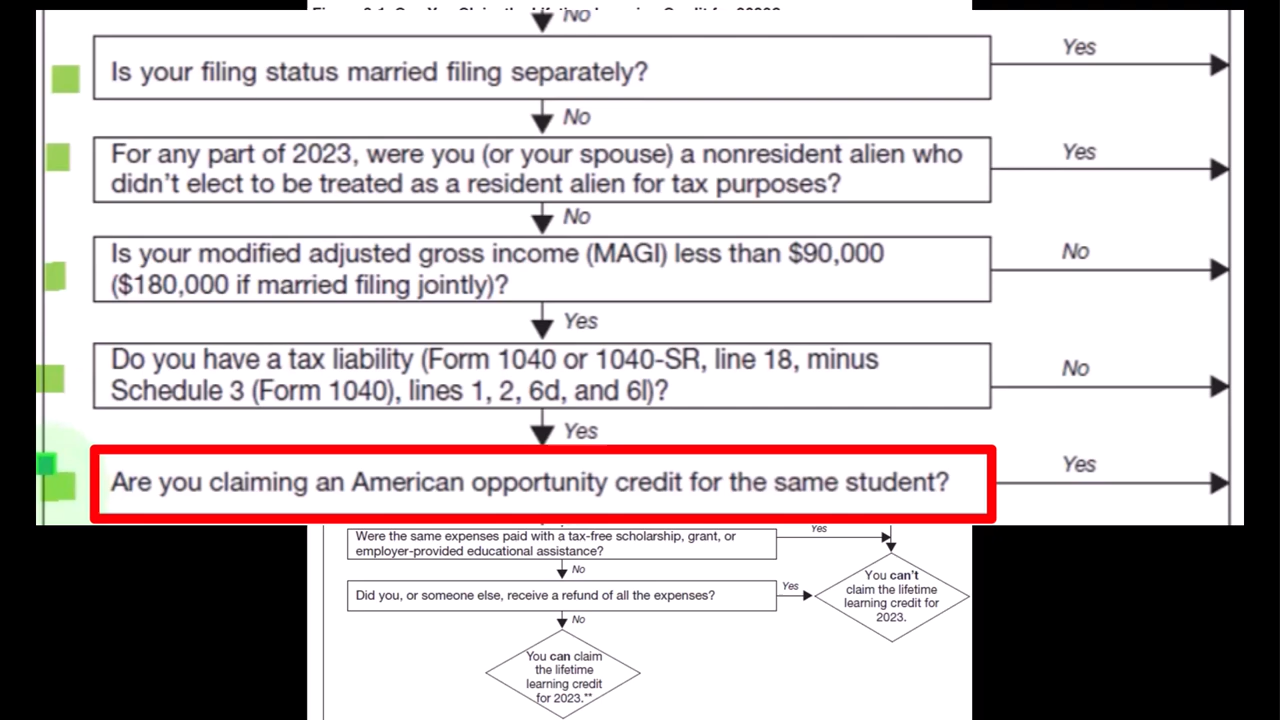 No
Is your filing status married filing separately?
Yes
No
For any part of 2023, were you (or your spouse) a nonresident alien who
didn't elect to be treated as a resident alien for tax purposes?
Yes
No
Is your modified adjusted gross income (MAGI) less than $90,000
($180,000 if married filing jointly)?
No
Yes
Do you have a tax liability (Form 1040 or 1040-SR, line 18, minus
Schedule 3 (Form 1040), lines 1, 2, 6d, and 6l)?
No
Yes
Are you claiming an American opportunity credit for the same student?
Yes
Were the same expenses paid with a tax-free scholarship, grant, or
employer-provided educational assistance?
Yes
No
Did you, or someone else, receive a refund of all the expenses?
Yes
You can't
claim the lifetime
learning credit for
2023.
No
You can claim
the lifetime
learning credit
for 2023.**